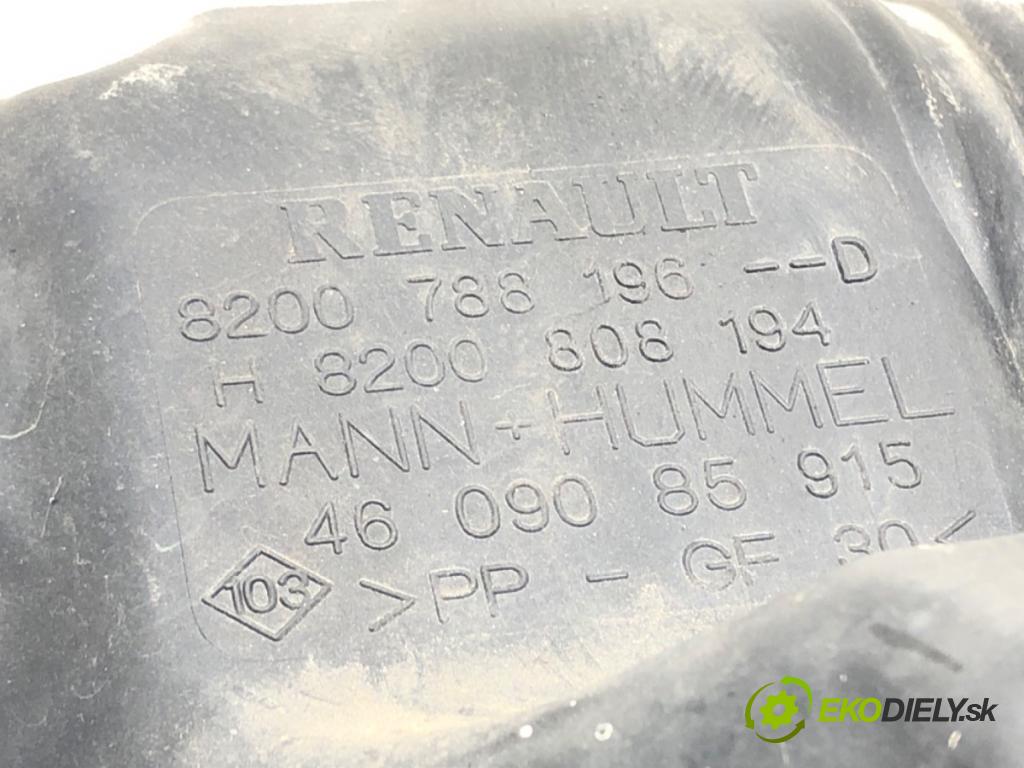 RENAULT
8200 788 196 --D
H 8200 808 194
MANN+HUMMEL
46 090 85 915
103 >PP - GF 30<
EKODIELY.sk